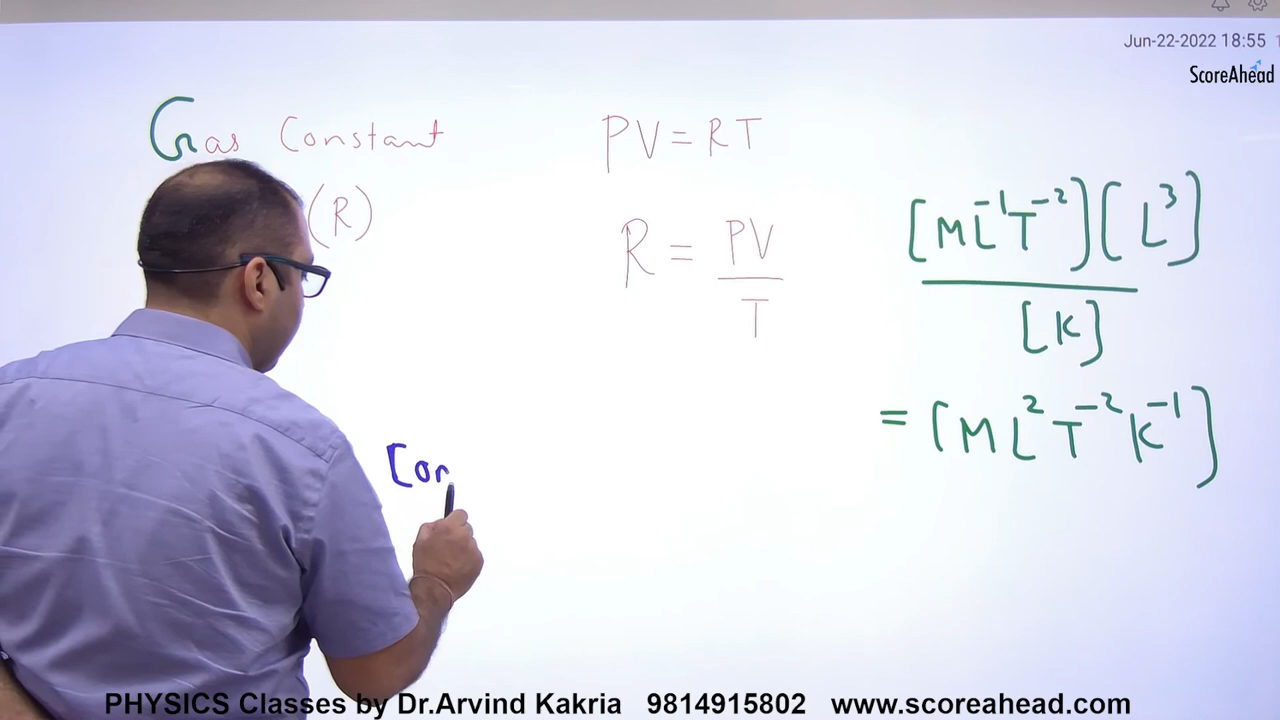 Jun-22-2022 18:55
ScoreAhead
Gas Constant
(R)
PV = RT
R = PV / T
[ML⁻¹T⁻²][L³]
[K]
= [ML²T⁻²K⁻¹]
[or
PHYSICS Classes by Dr.Arvind Kakria 9814915802 www.scoreahead.com